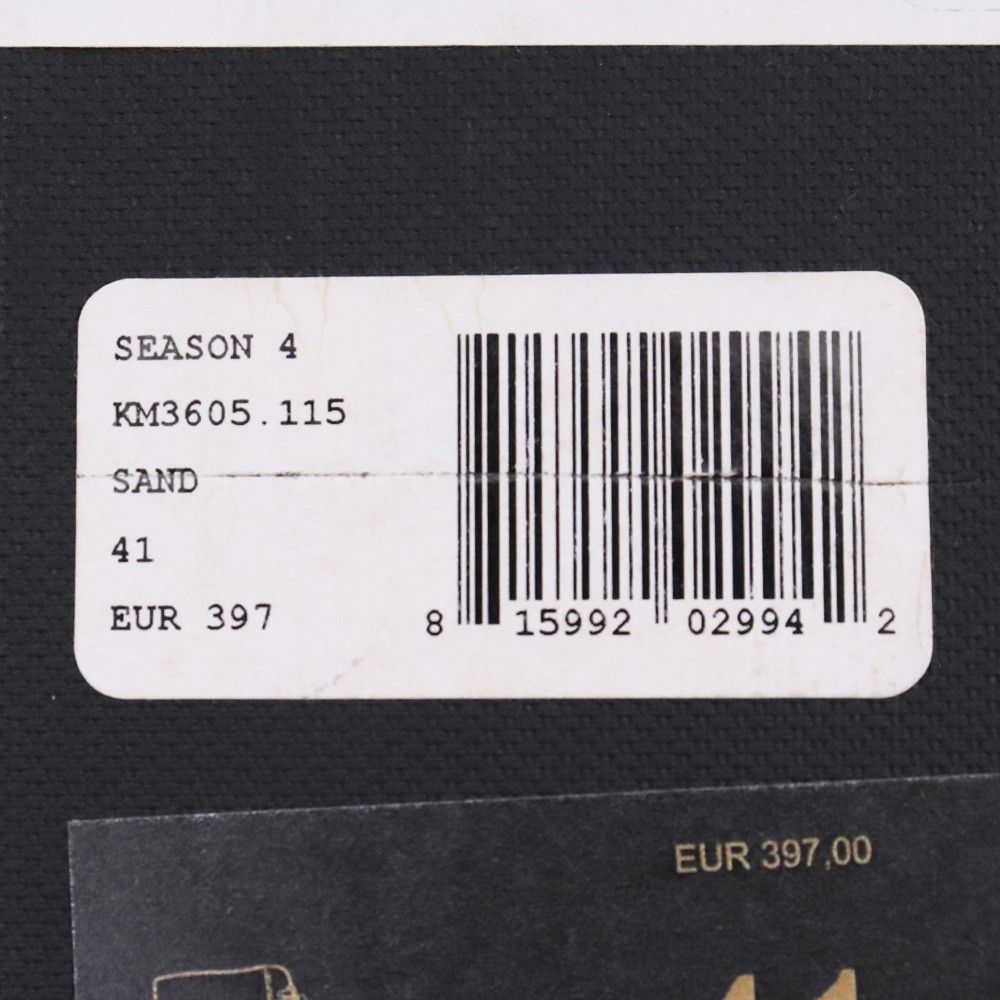 SEASON 4
KM3605.115
SAND
41
EUR 397
8 15992 02994 2
EUR 397,00